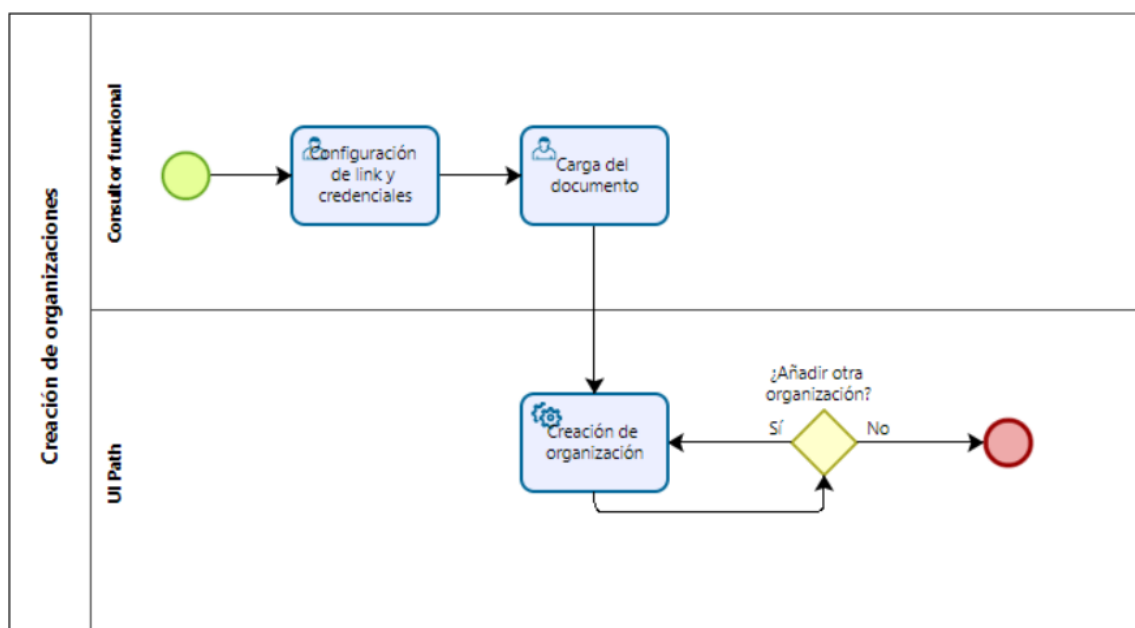 Creación de organizaciones
Consultor funcional
Configuración
de link y
credenciales
Carga del
documento
UI Path
Creación de
organización
¿Añadir otra
organización?
Sí
No